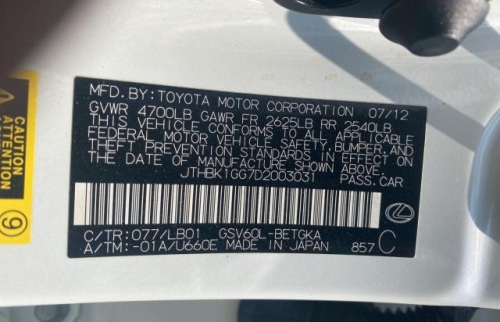 MFD. BY: TOYOTA MOTOR CORPORATION 07/12
GVWR 4700LB GAWR FR 2625LB RR 2540LB
THIS VEHICLE CONFORMS TO ALL APPLICABLE
FEDERAL MOTOR VEHICLE SAFETY, BUMPER, AND
THEFT PREVENTION STANDARDS IN EFFECT ON
THE DATE OF MANUFACTURE SHOWN ABOVE.
JTHBK1GG7D2003031 PASS. CAR
C/TR: 077/LB01 GSV60L-BETGKA
A/TM: -01A/U660E MADE IN JAPAN 857 C
CAUTION
ATTENTION
9